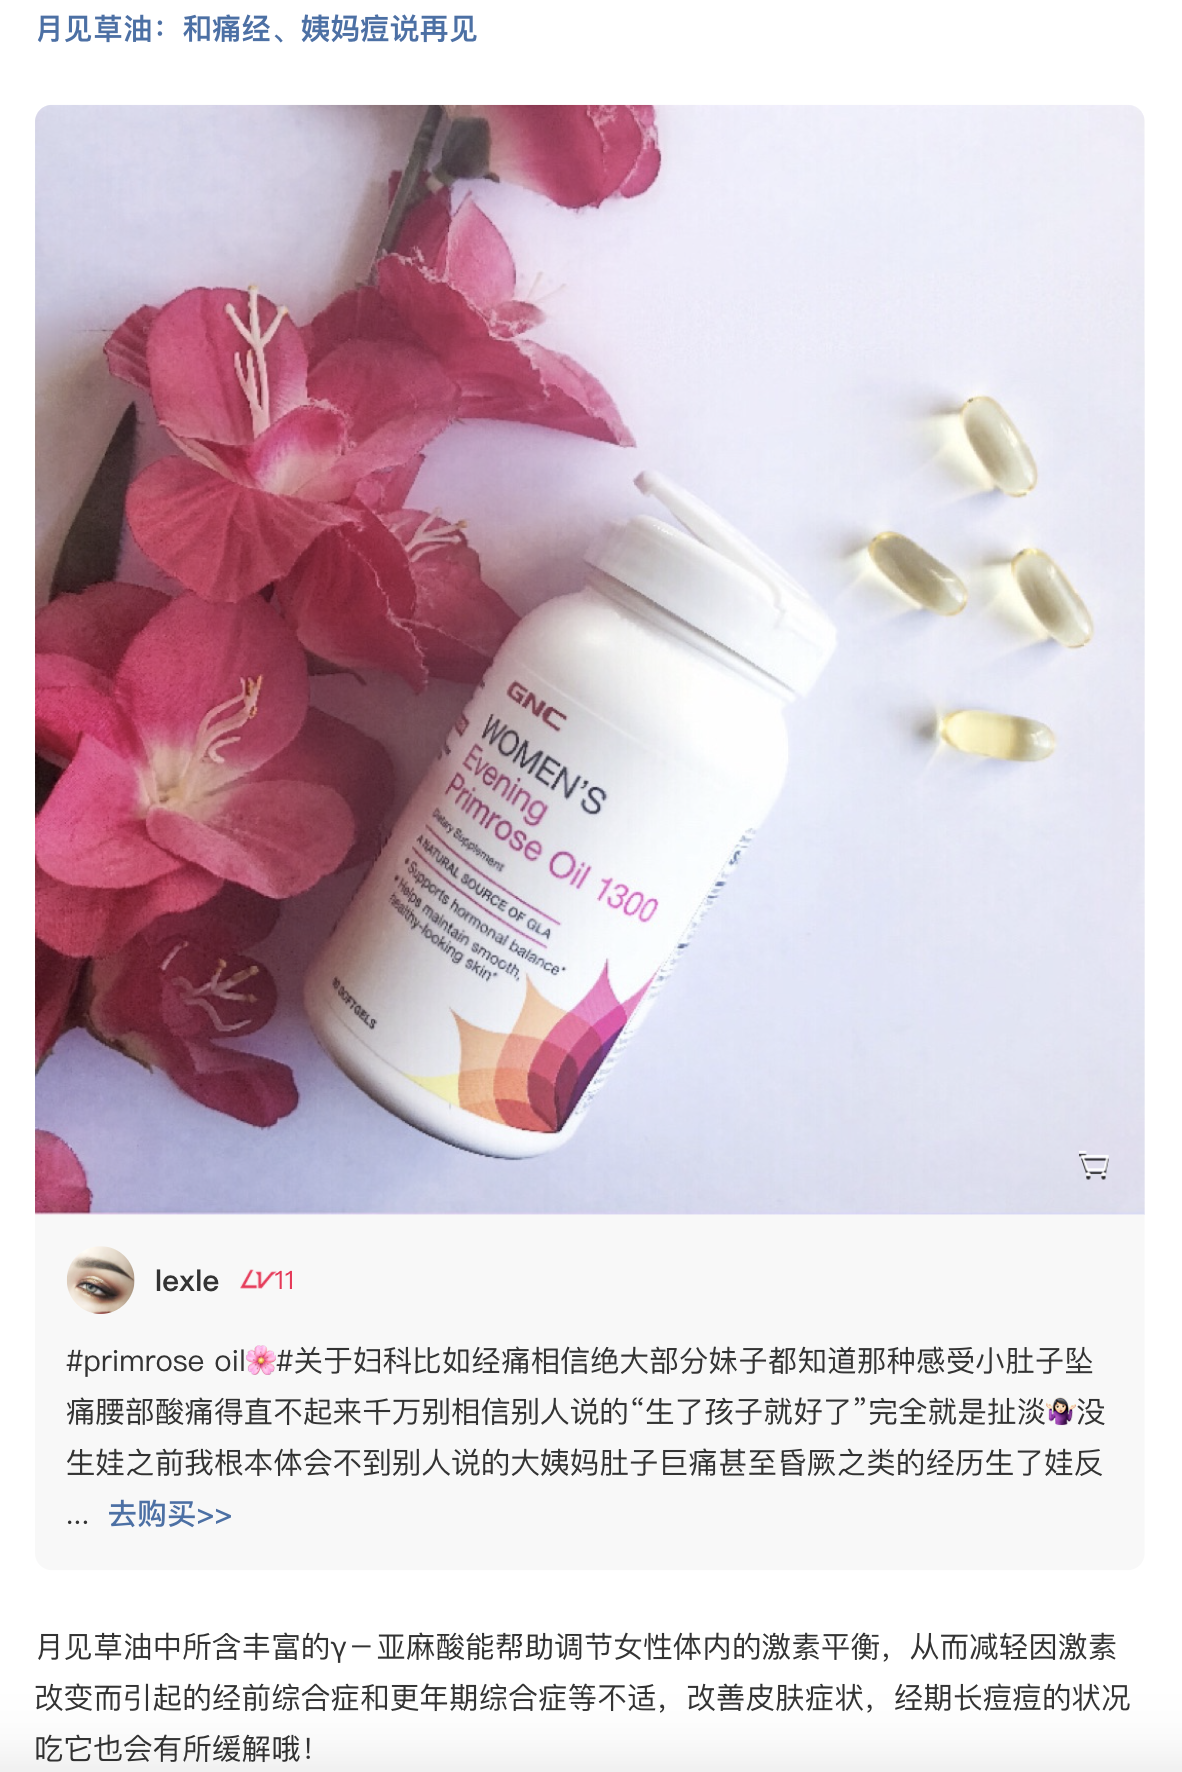 月见草油：和痛经、姨妈痘说再见
GNC
WOMEN'S
Evening
Primrose Oil 1300
Dietary Supplement
A NATURAL SOURCE OF GLA
• Supports hormonal balance*
• Helps maintain smooth,
healthy-looking skin*
SOFTGELS
lexle LV11
#primrose oil🌸#关于妇科比如经痛相信绝大部分妹子都知道那种感受小肚子坠
痛腰部酸痛得直不起来千万别相信别人说的“生了孩子就好了”完全就是扯淡🤷🏻‍♀️没
生娃之前我根本体会不到别人说的大姨妈肚子巨痛甚至昏厥之类的经历生了娃反
... 去购买>>
月见草油中所含丰富的γ－亚麻酸能帮助调节女性体内的激素平衡，从而减轻因激素
改变而引起的经前综合症和更年期综合症等不适，改善皮肤症状，经期长痘痘的状况
吃它也会有所缓解哦！